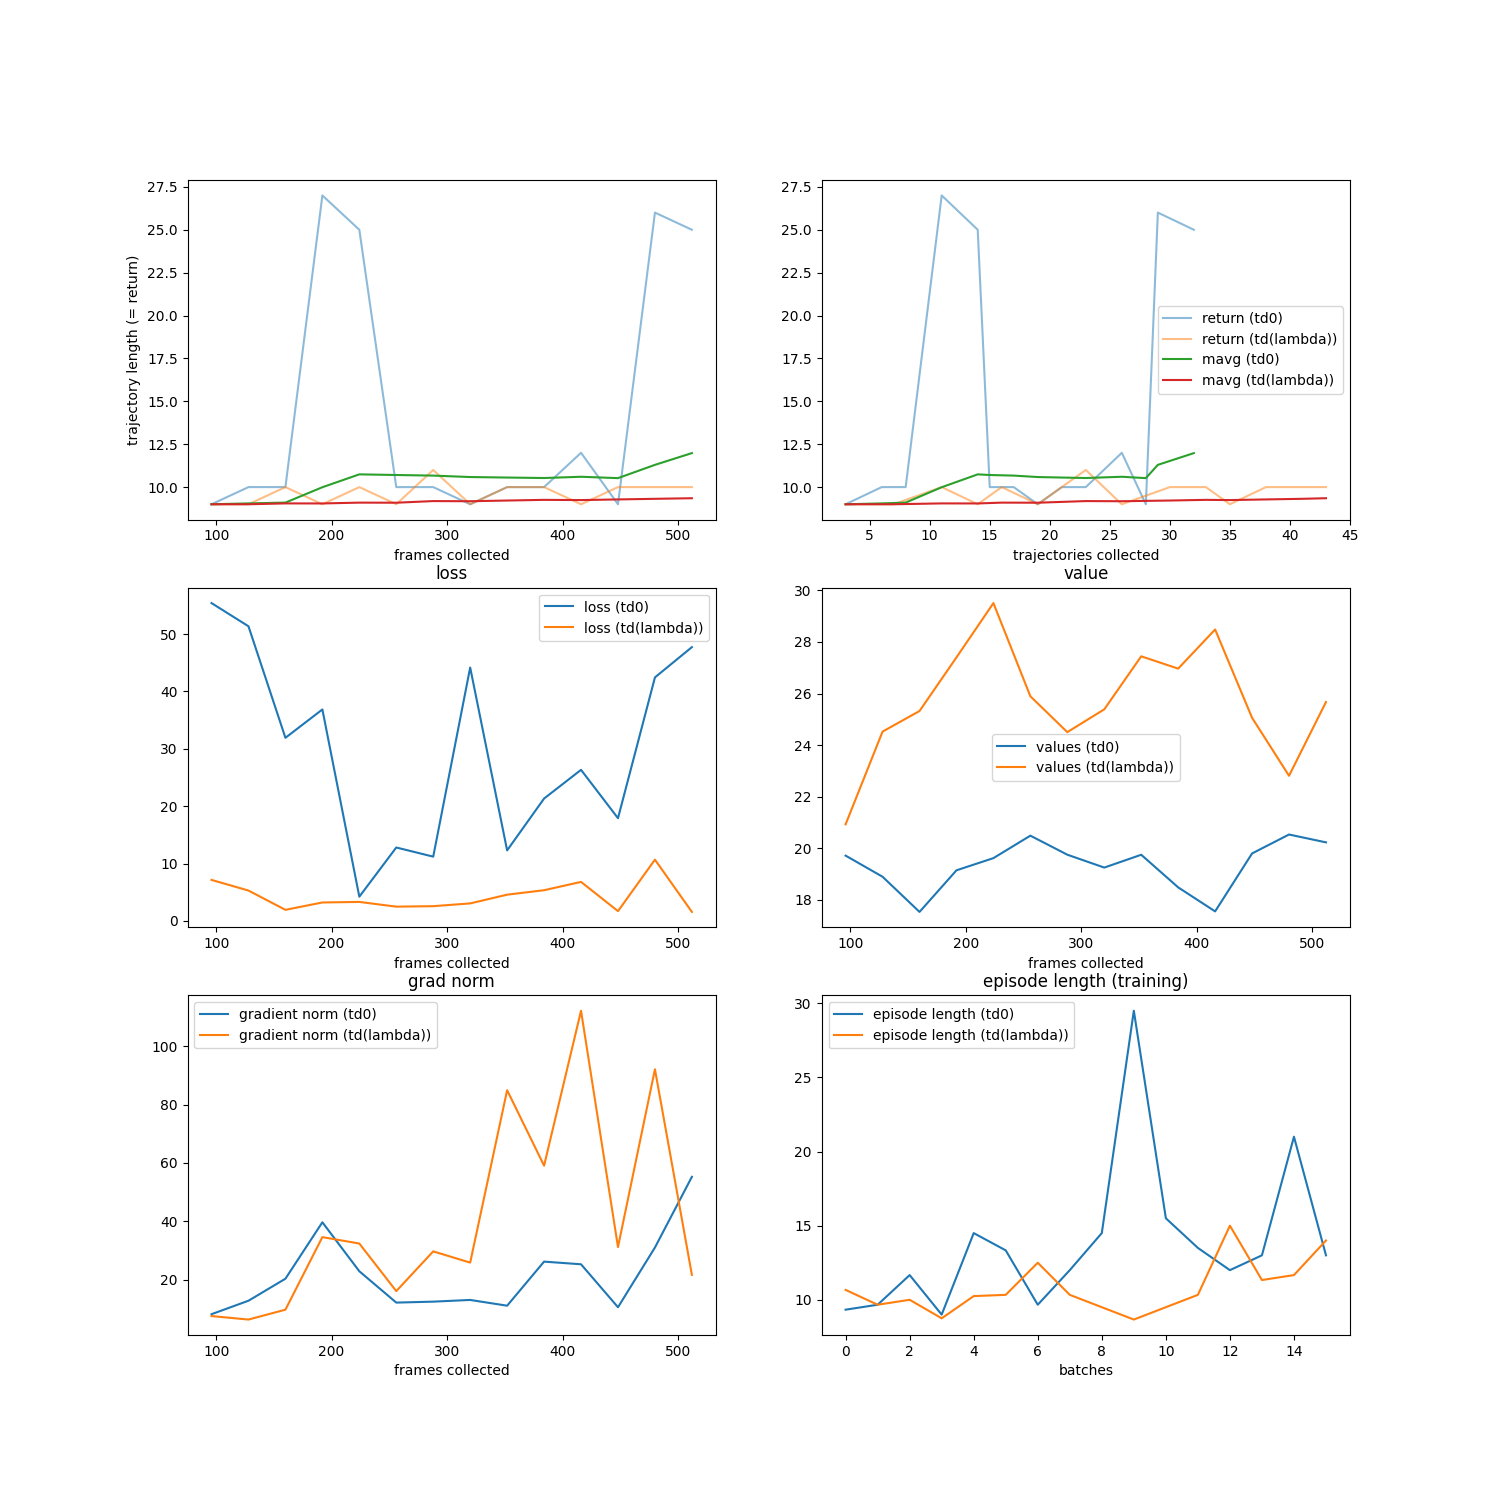 27.5
25.0
22.5
20.0
17.5
15.0
12.5
10.0
trajectory length (= return)
100 200 300 400 500
frames collected
27.5
25.0
22.5
20.0
17.5
15.0
12.5
10.0
return (td0)
return (td(lambda))
mavg (td0)
mavg (td(lambda))
5 10 15 20 25 30 35 40 45
trajectories collected
loss
loss (td0)
loss (td(lambda))
50
40
30
20
10
0
100 200 300 400 500
frames collected
value
30
28
26
24
22
20
18
values (td0)
values (td(lambda))
100 200 300 400 500
frames collected
grad norm
gradient norm (td0)
gradient norm (td(lambda))
100
80
60
40
20
100 200 300 400 500
frames collected
episode length (training)
episode length (td0)
episode length (td(lambda))
30
25
20
15
10
0 2 4 6 8 10 12 14
batches